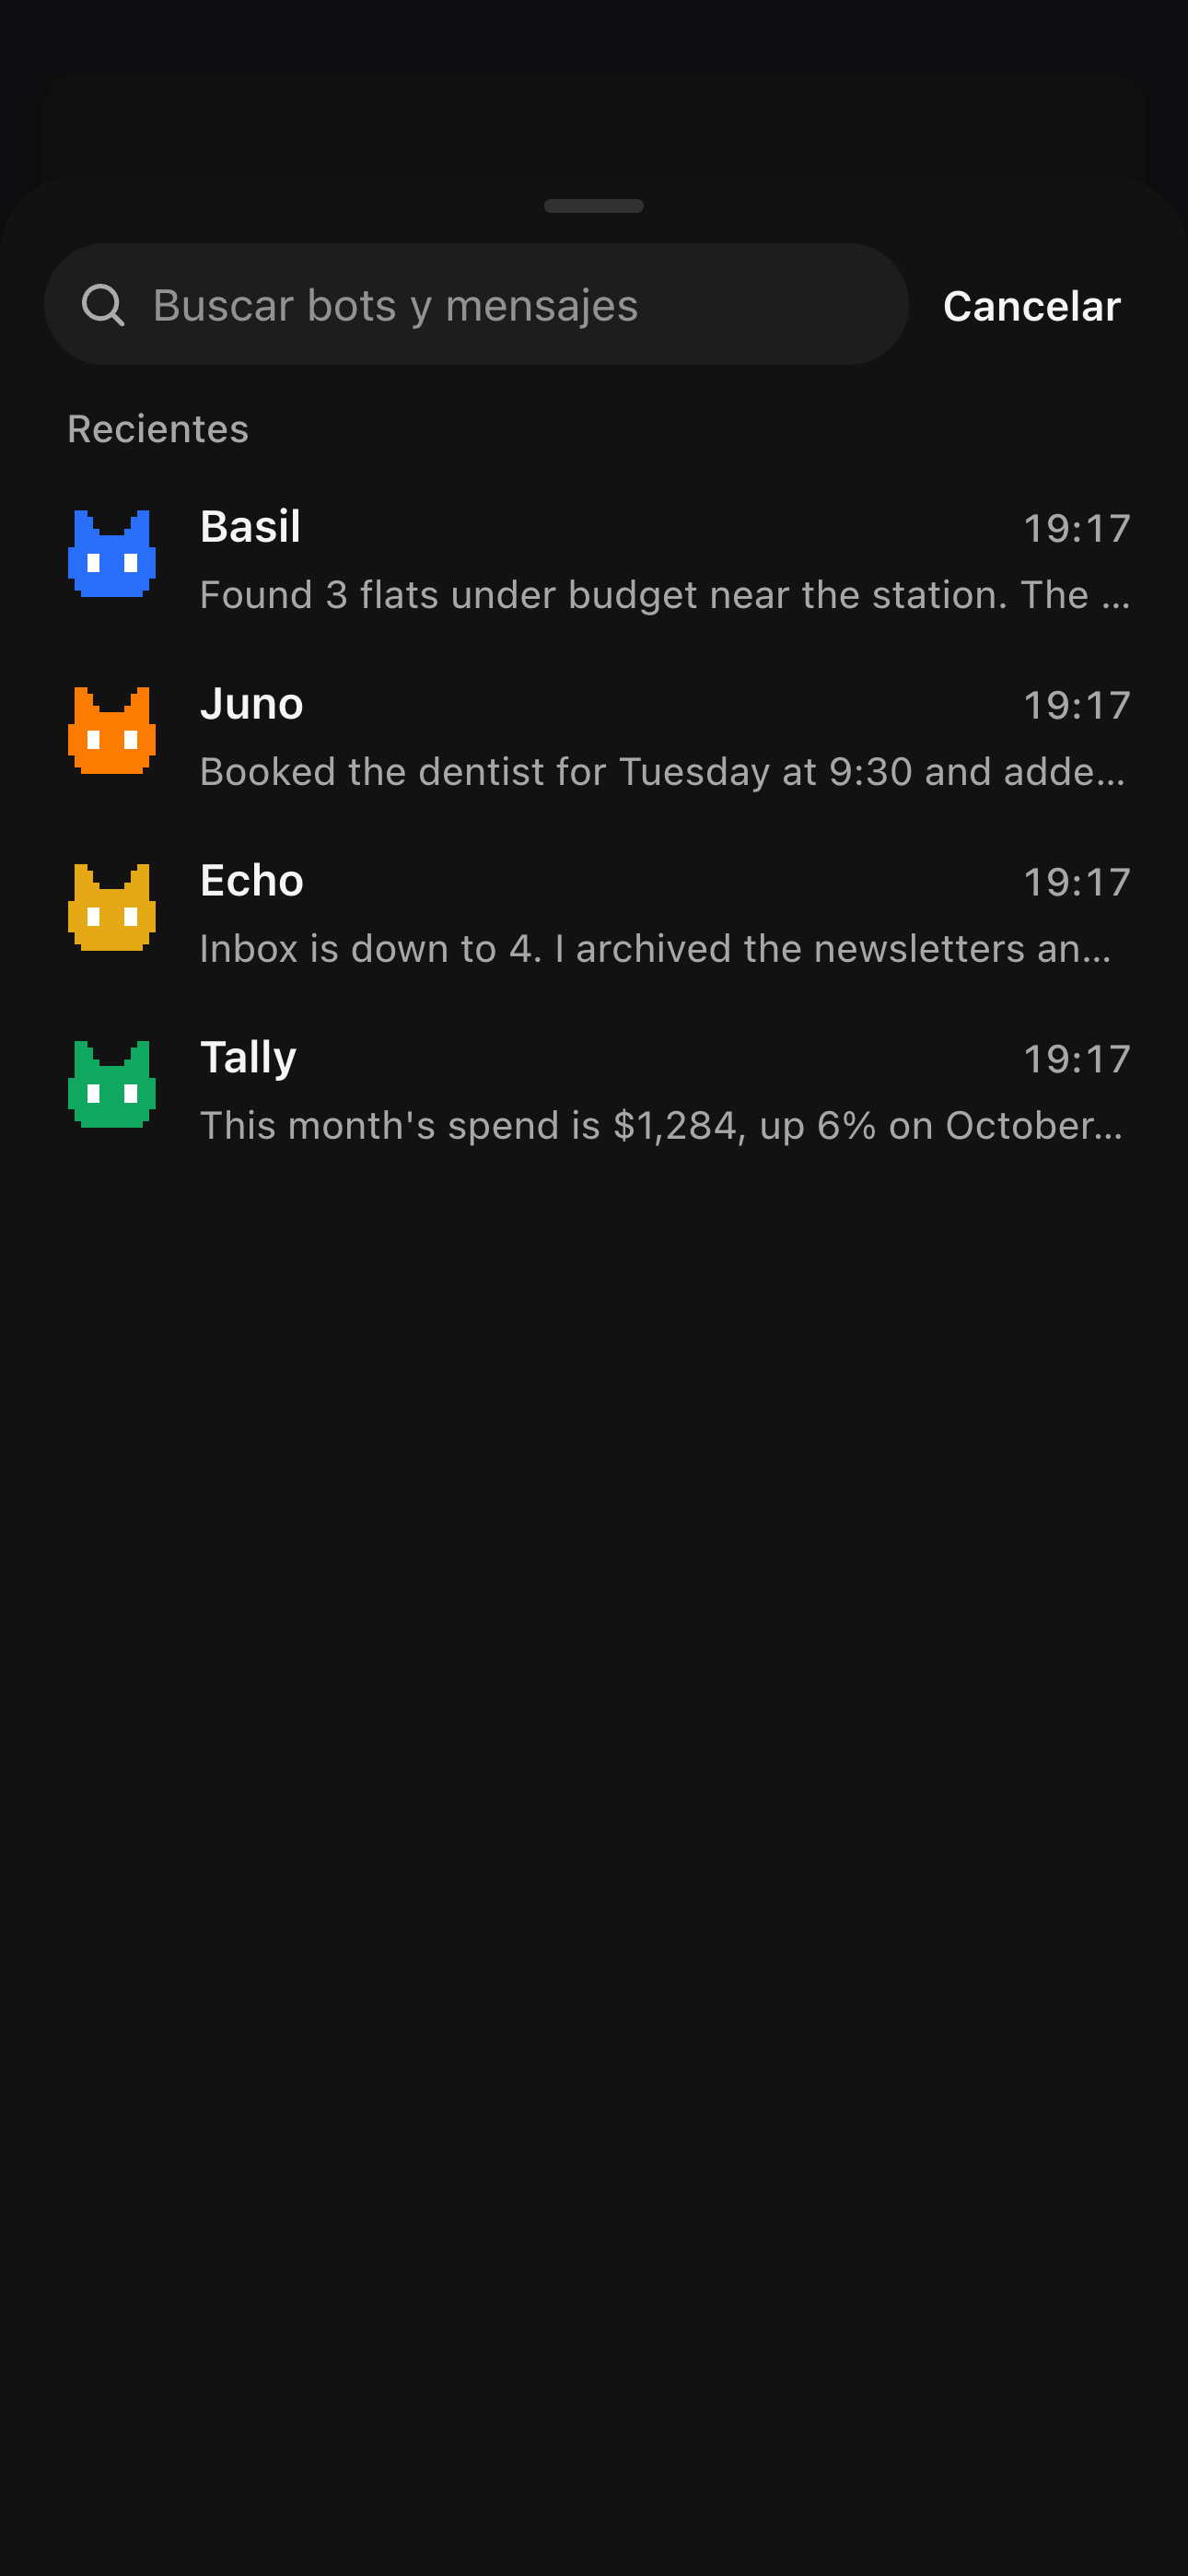 Buscar bots y mensajes
Cancelar
Recientes
Basil
19:17
Found 3 flats under budget near the station. The ...
Juno
19:17
Booked the dentist for Tuesday at 9:30 and adde...
Echo
19:17
Inbox is down to 4. I archived the newsletters an...
Tally
19:17
This month's spend is $1,284, up 6% on October...